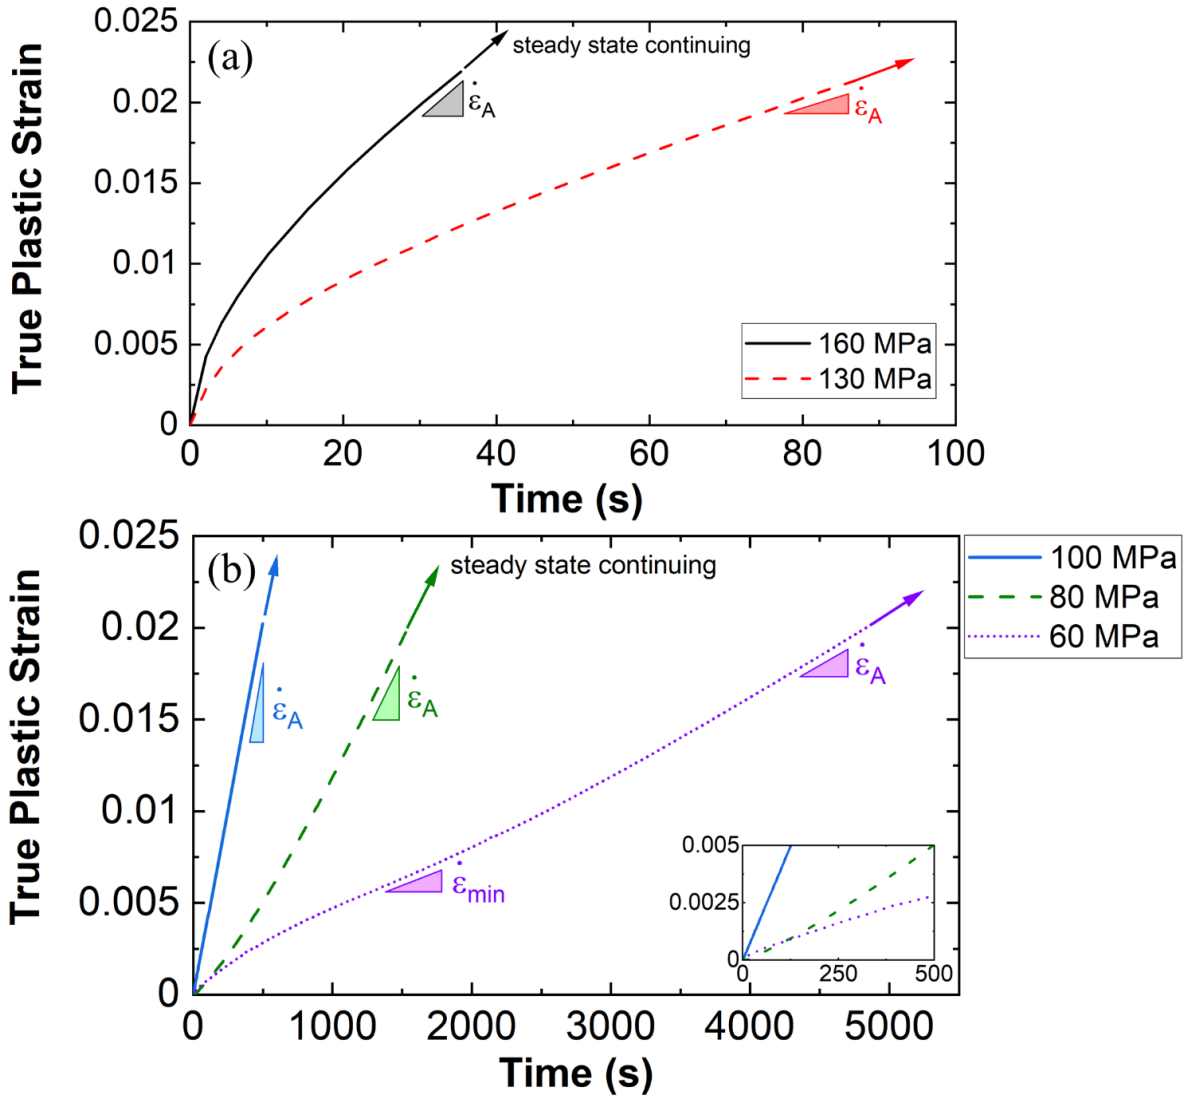 (a)
steady state continuing
ε̇A
ε̇A
True Plastic Strain
0.025
0.02
0.015
0.01
0.005
0
160 MPa
130 MPa
0 20 40 60 80 100
Time (s)
(b)
steady state continuing
100 MPa
80 MPa
60 MPa
ε̇A
ε̇A
ε̇A
ε̇min
True Plastic Strain
0.025
0.02
0.015
0.01
0.005
0
0.005
0.0025
0
0 250 500
0 1000 2000 3000 4000 5000
Time (s)